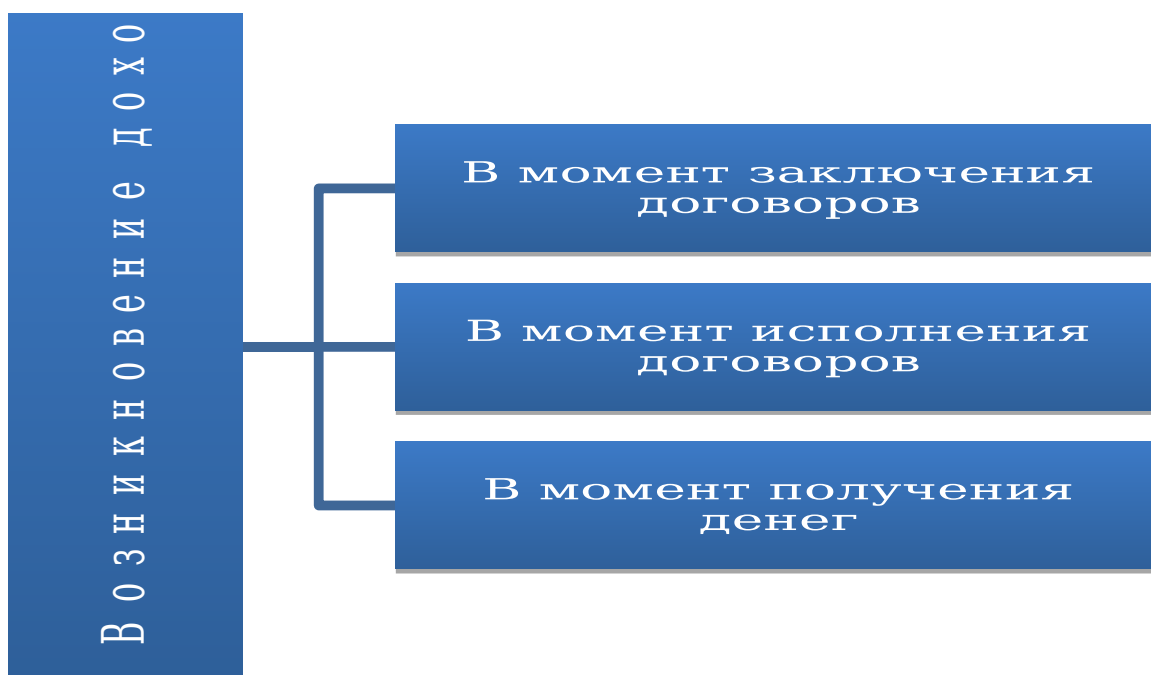 Возникновение дохо
В момент заключения
договоров
В момент исполнения
договоров
В момент получения
денег